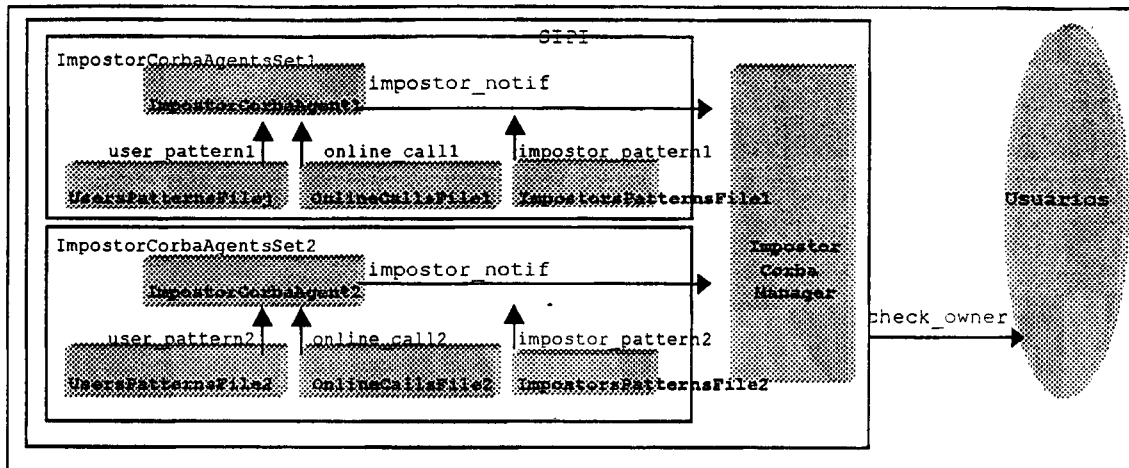 SIPI
ImpostorCorbaAgentsSet1
impostor_notif
ImpostorCorbaAgent1
user_pattern1
online_call1
impostor_pattern1
UsersPatternsFile1
OnlineCallsFile1
ImpostorsPatternsFile1
Usuários
ImpostorCorbaAgentsSet2
impostor_notif
ImpostorCorbaAgent2
Impostor
Corba
Manager
check_owner
user_pattern2
online_call2
impostor_pattern2
UsersPatternsFile2
OnlineCallsFile2
ImpostorsPatternsFile2